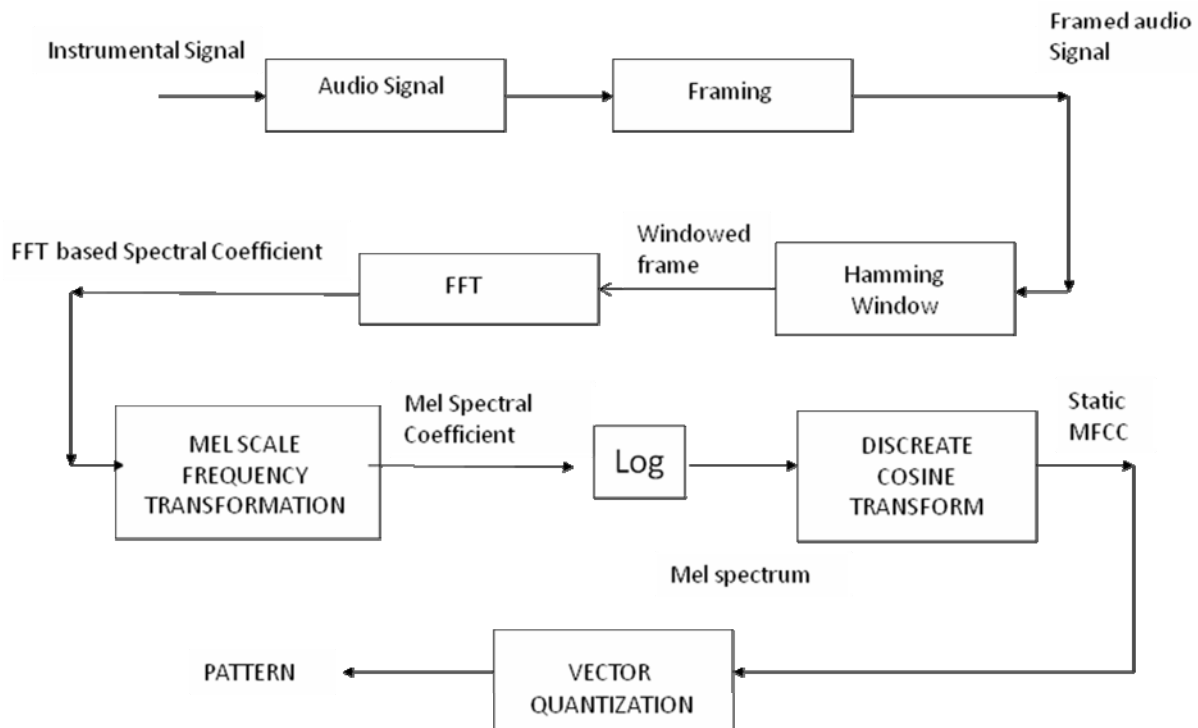 Instrumental Signal
Audio Signal
Framing
Framed audio
Signal
FFT based Spectral Coefficient
FFT
Windowed
frame
Hamming
Window
MEL SCALE
FREQUENCY
TRANSFORMATION
Mel Spectral
Coefficient
Log
DISCREATE
COSINE
TRANSFORM
Static
MFCC
Mel spectrum
PATTERN
VECTOR
QUANTIZATION